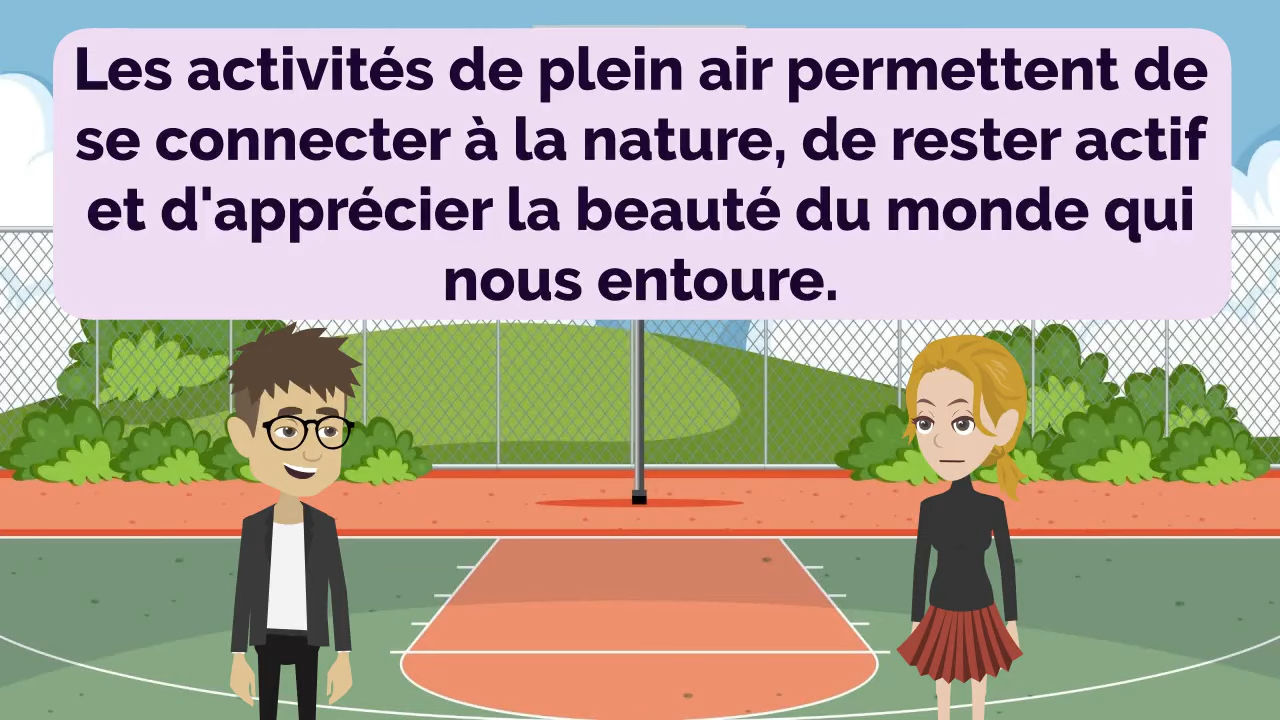 Les activités de plein air permettent de
se connecter à la nature, de rester actif
et d'apprécier la beauté du monde qui
nous entoure.